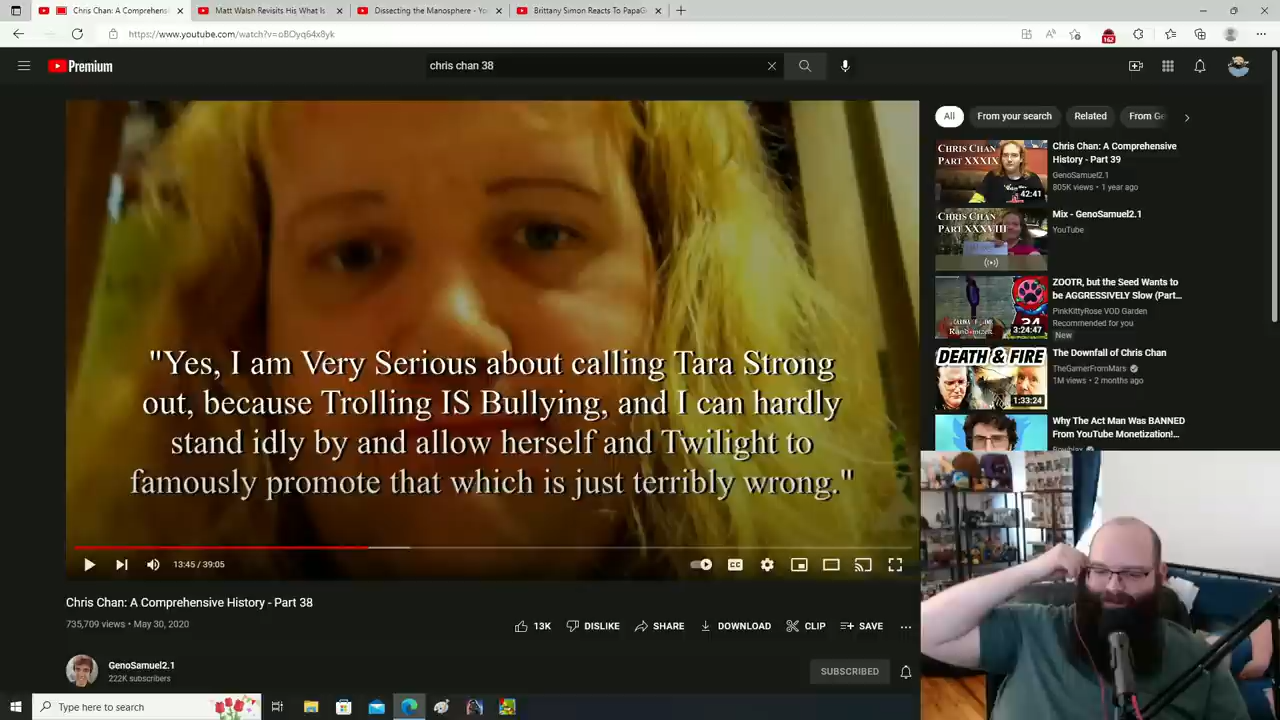 Chris Chan: A Comprehens
Matt Walsh Revisits His What Is
Dissecting the Manosphere - Yo
Brittany Simon Reacts To PapaG
https://www.youtube.com/watch?v=oBOyq64x8yk
162
Premium
chris chan 38
All
From your search
Related
From Ge
"Yes, I am Very Serious about calling Tara Strong
out, because Trolling IS Bullying, and I can hardly
stand idly by and allow herself and Twilight to
famously promote that which is just terribly wrong."
13:45 / 39:05
CC
Chris Chan: A Comprehensive History - Part 38
735,709 views • May 30, 2020
13K
DISLIKE
SHARE
DOWNLOAD
CLIP
SAVE
GenoSamuel2.1
222K subscribers
SUBSCRIBED
CHRIS CHAN
PART XXXIX
42:41
Chris Chan: A Comprehensive
History - Part 39
GenoSamuel2.1
805K views • 1 year ago
CHRIS CHAN
PART XXXVIII
Mix - GenoSamuel2.1
YouTube
34
3:24:47
ZOOTR, but the Seed Wants to
be AGGRESSIVELY Slow (Part...
PinkKittyRose VOD Garden
Recommended for you
New
DEATH & FIRE
1:33:24
The Downfall of Chris Chan
TheGamerFromMars
1M views • 2 months ago
Why The Act Man Was BANNED
From YouTube Monetization!...
Type here to search